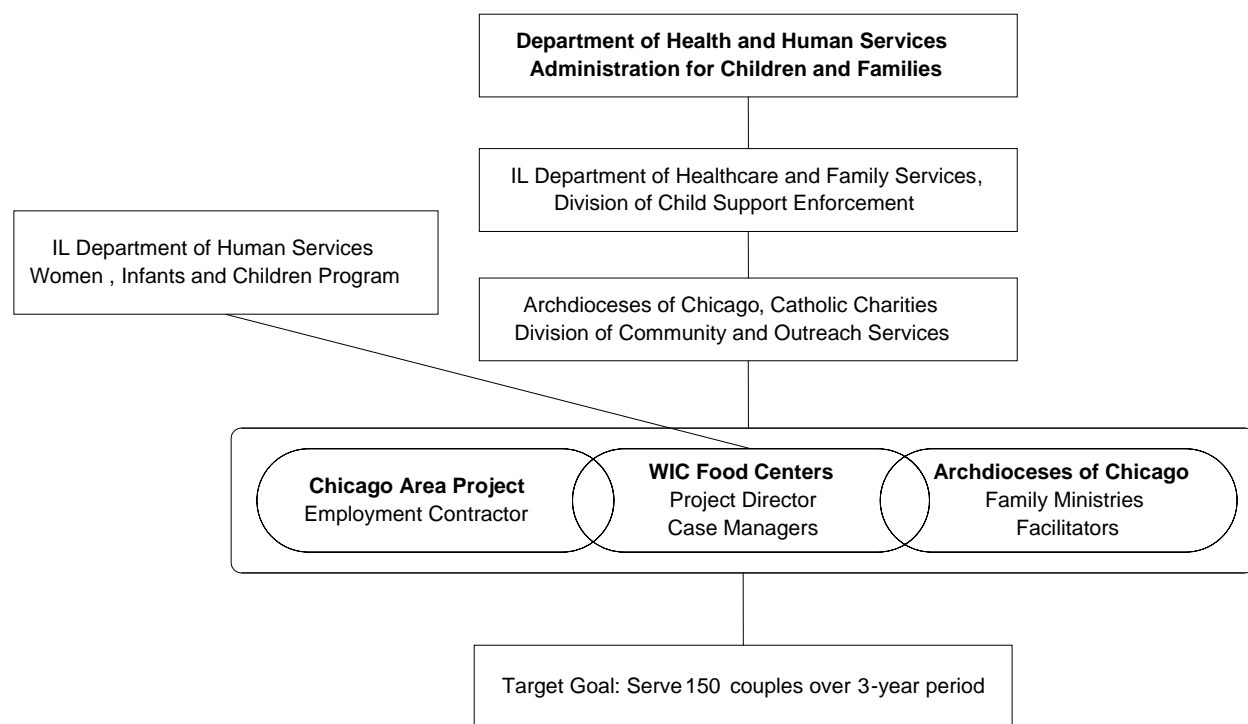 Department of Health and Human Services
Administration for Children and Families
IL Department of Healthcare and Family Services,
Division of Child Support Enforcement
IL Department of Human Services
Women , Infants and Children Program
Archdioceses of Chicago, Catholic Charities
Division of Community and Outreach Services
Chicago Area Project
Employment Contractor
WIC Food Centers
Project Director
Case Managers
Archdioceses of Chicago
Family Ministries
Facilitators
Target Goal: Serve 150 couples over 3-year period